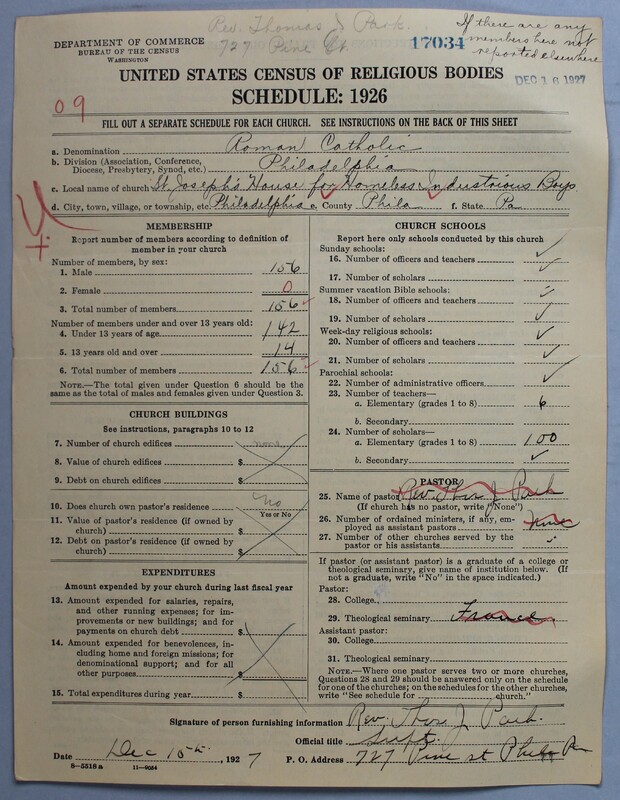 Rev. Thomas J Park.
727 Pine St
17034
If there are any
members here not
reported elsewhere
DEC 16 1927
DEPARTMENT OF COMMERCE
BUREAU OF THE CENSUS
WASHINGTON
UNITED STATES CENSUS OF RELIGIOUS BODIES
SCHEDULE: 1926
09
FILL OUT A SEPARATE SCHEDULE FOR EACH CHURCH. SEE INSTRUCTIONS ON THE BACK OF THIS SHEET
a. Denomination Roman Catholic
b. Division (Association, Conference, Diocese, Presbytery, Synod, etc.) Philadelphia
c. Local name of church St Joseph's House for Homeless Industrious Boys
d. City, town, village, or township, etc. Philadelphia e. County Phila f. State Pa
MEMBERSHIP
Report number of members according to definition of
member in your church
Number of members, by sex:
1. Male 156
2. Female 0
3. Total number of members 156
Number of members under and over 13 years old:
4. Under 13 years of age 142
5. 13 years old and over 14
6. Total number of members 156
NOTE.—The total given under Question 6 should be
the same as the total of males and females given under Question 3.
CHURCH BUILDINGS
See instructions, paragraphs 10 to 12
7. Number of church edifices none
8. Value of church edifices $
9. Debt on church edifices $
10. Does church own pastor's residence? No
Yes or No
11. Value of pastor's residence (if owned by
church) $
12. Debt on pastor's residence (if owned by
church) $
EXPENDITURES
Amount expended by your church during last fiscal year
13. Amount expended for salaries, repairs,
and other running expenses; for im-
provements or new buildings; and for
payments on church debt $
14. Amount expended for benevolences, in-
cluding home and foreign missions; for
denominational support; and for all
other purposes $
15. Total expenditures during year $
CHURCH SCHOOLS
Report here only schools conducted by this church
Sunday schools:
16. Number of officers and teachers
17. Number of scholars
Summer vacation Bible schools:
18. Number of officers and teachers
19. Number of scholars
Week-day religious schools:
20. Number of officers and teachers
21. Number of scholars
Parochial schools:
22. Number of administrative officers
23. Number of teachers—
a. Elementary (grades 1 to 8) 6
b. Secondary
24. Number of scholars—
a. Elementary (grades 1 to 8) 100
b. Secondary
PASTOR
25. Name of pastor Rev. Thos J Park
(If church has no pastor, write "None")
26. Number of ordained ministers, if any, em-
ployed as assistant pastors None
27. Number of other churches served by the
pastor or his assistants
If pastor (or assistant pastor) is a graduate of a college or
theological seminary, give name of institution below. (If
not a graduate, write "No" in the space indicated.)
Pastor:
28. College
29. Theological seminary France
Assistant pastor:
30. College
31. Theological seminary
NOTE.—Where one pastor serves two or more churches,
Questions 28 and 29 should be answered only on the schedule
for one of the churches; on the schedules for the other churches,
write "See schedule for church."
Signature of person furnishing information Rev. Thos. J. Park.
Official title Supt.
Date Dec 15th, 1927 P. O. Address 727 Pine st Phila Pa
8-5518 a 11-9084